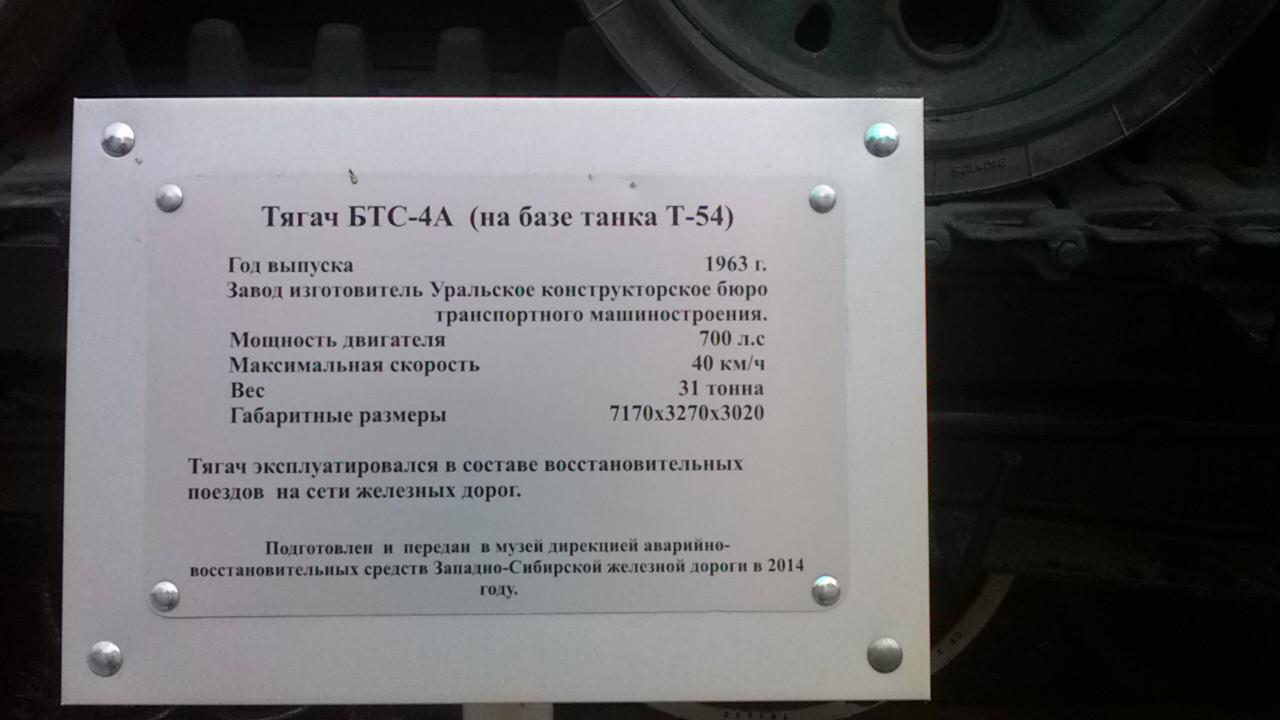 Тягач БТС-4А (на базе танка Т-54)
Год выпуска 1963 г.
Завод изготовитель Уральское конструкторское бюро
транспортного машиностроения.
Мощность двигателя 700 л.с
Максимальная скорость 40 км/ч
Вес 31 тонна
Габаритные размеры 7170х3270х3020
Тягач эксплуатировался в составе восстановительных
поездов на сети железных дорог.
Подготовлен и передан в музей дирекцией аварийно-
восстановительных средств Западно-Сибирской железной дороги в 2014
году.